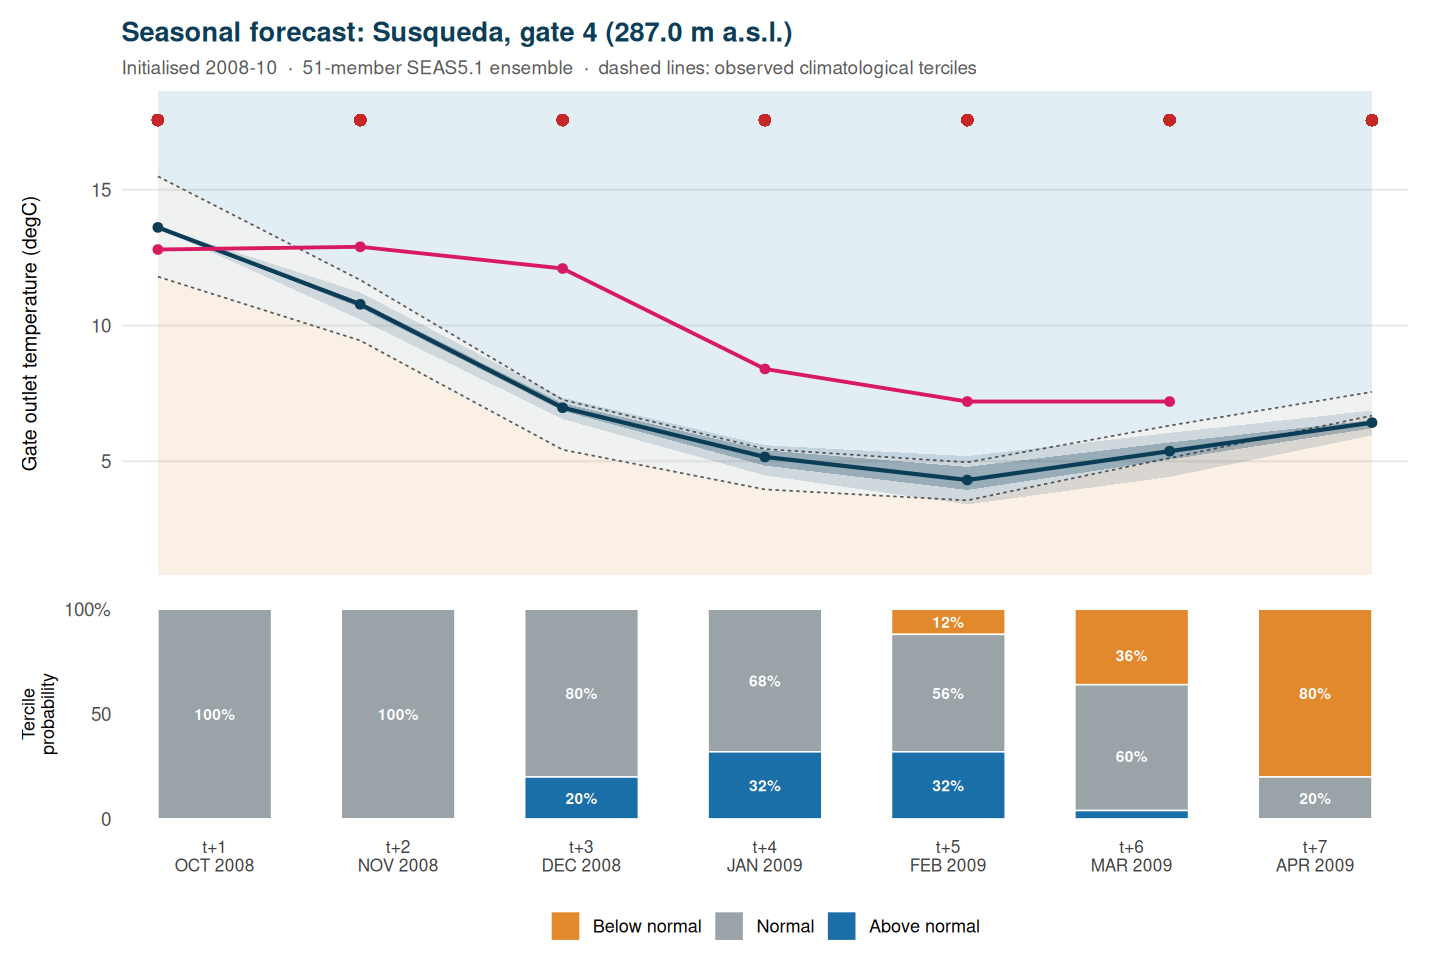 Seasonal forecast: Susqueda, gate 4 (287.0 m a.s.l.)
Initialised 2008-10 · 51-member SEAS5.1 ensemble · dashed lines: observed climatological terciles
Gate outlet temperature (degC)
15
10
5
Tercile
probability
100%
50
0
100%
100%
80%
20%
68%
32%
12%
56%
32%
36%
60%
80%
20%
t+1
OCT 2008
t+2
NOV 2008
t+3
DEC 2008
t+4
JAN 2009
t+5
FEB 2009
t+6
MAR 2009
t+7
APR 2009
Below normal
Normal
Above normal